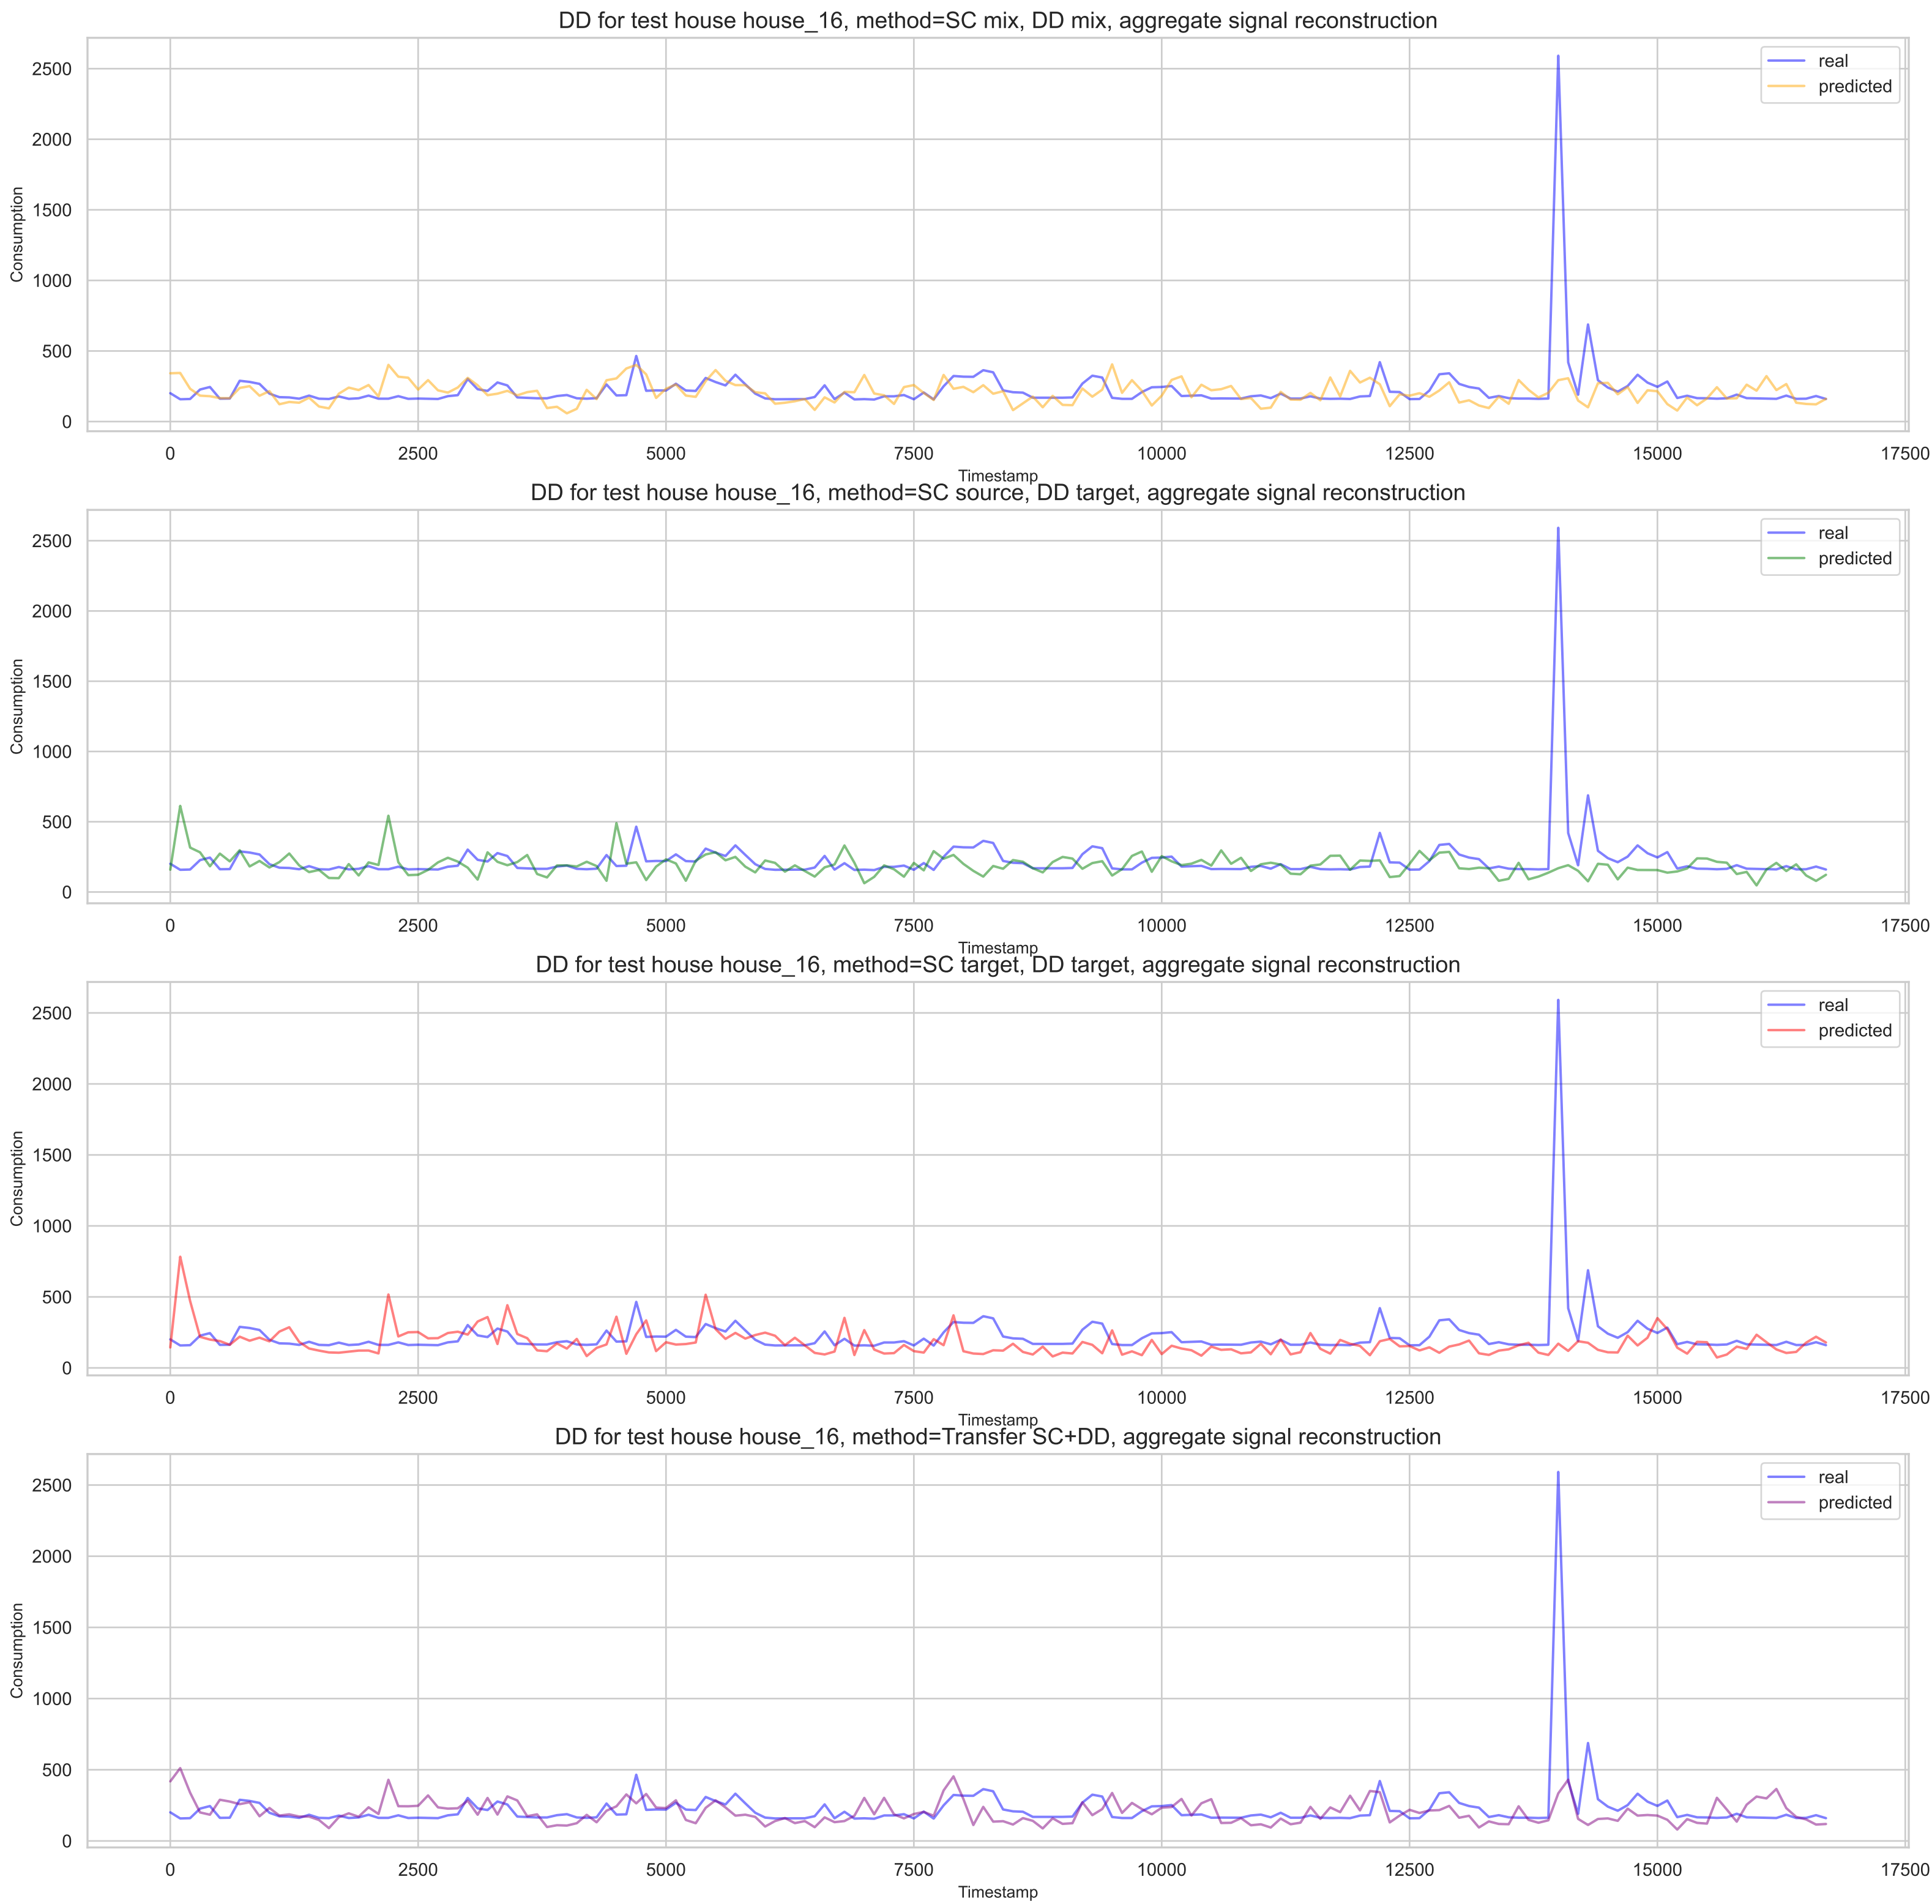 DD for test house house_16, method=SC mix, DD mix, aggregate signal reconstruction
real
predicted
2500
2000
1500
1000
500
0
Consumption
0 2500 5000 7500 10000 12500 15000 17500
Timestamp
DD for test house house_16, method=SC source, DD target, aggregate signal reconstruction
real
predicted
2500
2000
1500
1000
500
0
Consumption
0 2500 5000 7500 10000 12500 15000 17500
Timestamp
DD for test house house_16, method=SC target, DD target, aggregate signal reconstruction
real
predicted
2500
2000
1500
1000
500
0
Consumption
0 2500 5000 7500 10000 12500 15000 17500
Timestamp
DD for test house house_16, method=Transfer SC+DD, aggregate signal reconstruction
real
predicted
2500
2000
1500
1000
500
0
Consumption
0 2500 5000 7500 10000 12500 15000 17500
Timestamp